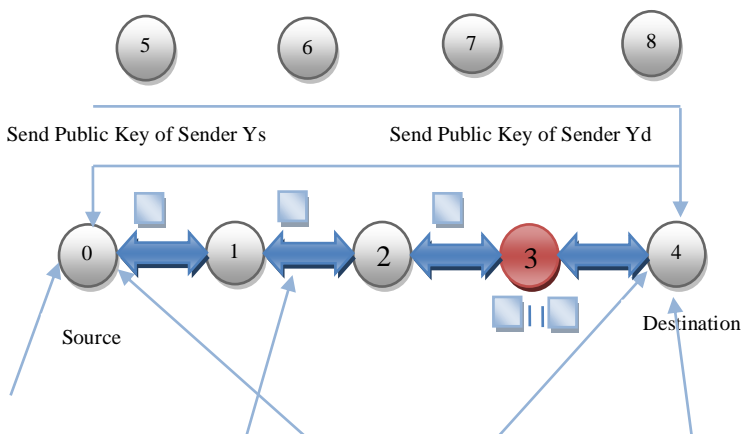 5 6 7 8
Send Public Key of Sender Ys Send Public Key of Sender Yd
0 1 2 3 4
Source Destination